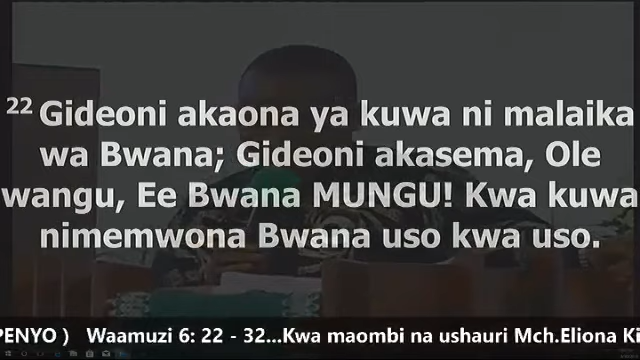 22 Gideoni akaona ya kuwa ni malaika
wa Bwana; Gideoni akasema, Ole
wangu, Ee Bwana MUNGU! Kwa kuwa
nimemwona Bwana uso kwa uso.
PENYO ) Waamuzi 6: 22 - 32...Kwa maombi na ushauri Mch.Eliona Ki